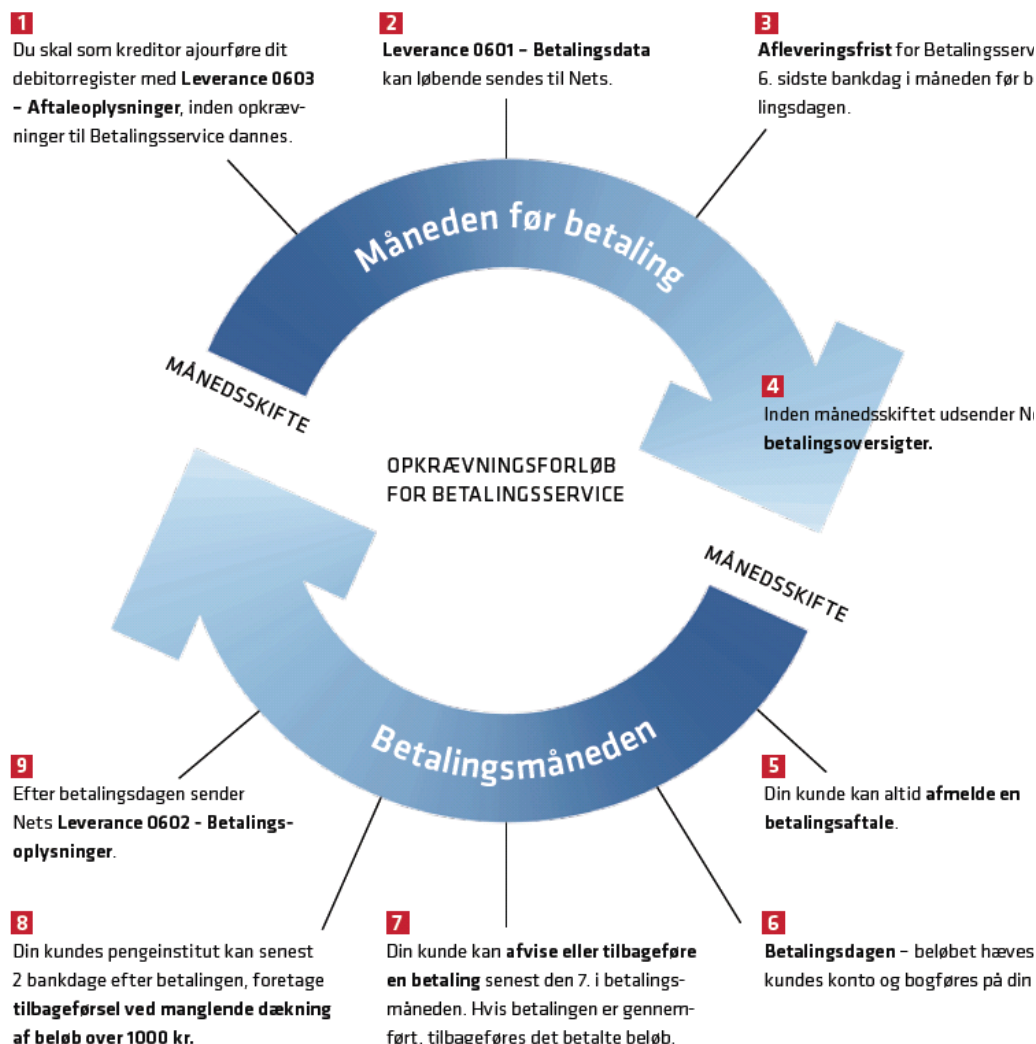 1
Du skal som kreditor ajourføre dit
debitorregister med Leverance 0603
– Aftaleoplysninger, inden opkræv-
ninger til Betalingsservice dannes.
2
Leverance 0601 – Betalingsdata
kan løbende sendes til Nets.
3
Afleveringsfrist for
6. sidste bankdag i måneden før
lingsdagen.
Måneden før betaling
MÅNEDSSKIFTE
4
Inden månedsskiftet udsender
betalingsoversigter.
OPKRÆVNINGSFORLØB
FOR BETALINGSSERVICE
MÅNEDSSKIFTE
Betalingsmåneden
5
Din kunde kan altid afmelde en
betalingsaftale.
6
Betalingsdagen – beløbet hæves
kundes konto og bogføres på din
7
Din kunde kan afvise eller tilbageføre
en betaling senest den 7. i betalings-
måneden. Hvis betalingen er gennem-
ført, tilbageføres det betalte beløb.
8
Din kundes pengeinstitut kan senest
2 bankdage efter betalingen, foretage
tilbageførsel ved manglende dækning
af beløb over 1000 kr.
9
Efter betalingsdagen sender
Nets Leverance 0602 - Betalings-
oplysninger.